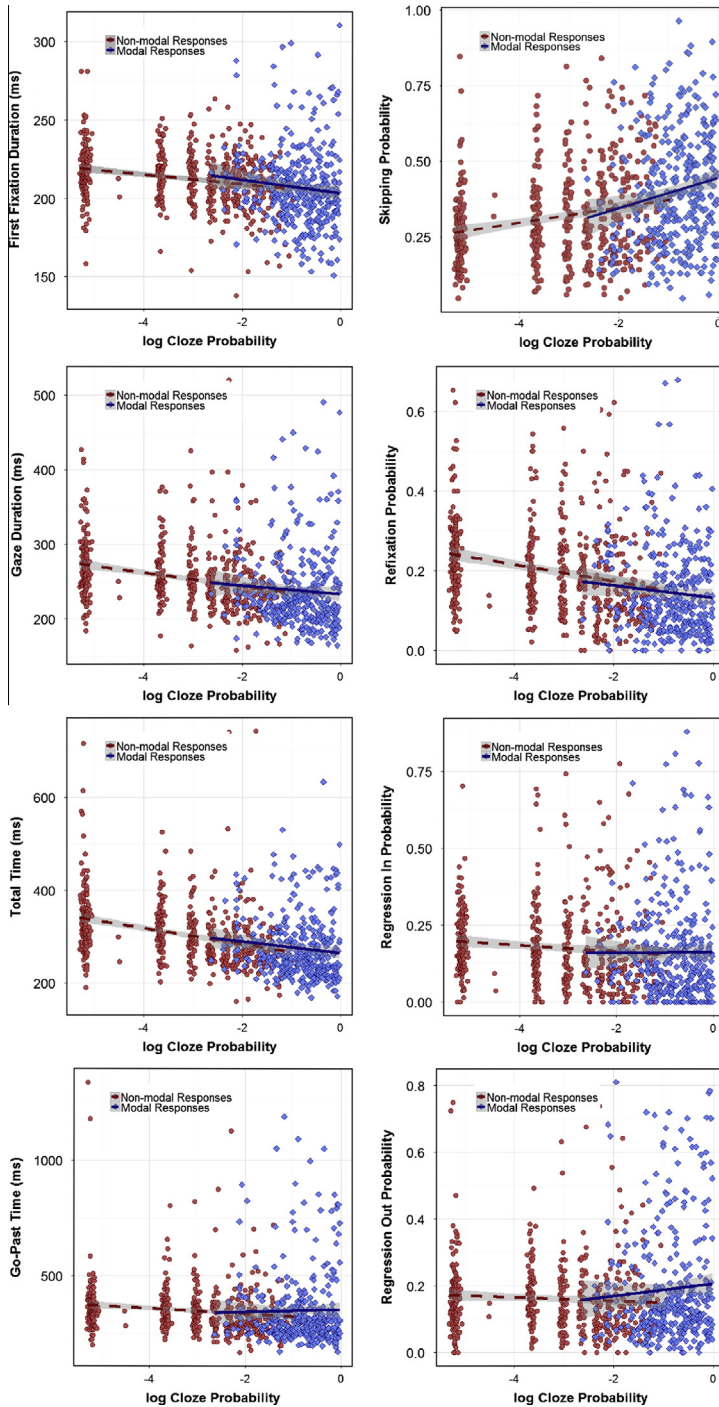 First Fixation Duration (ms)
300
250
200
150
Non-modal Responses
Modal Responses
-4
-2
0
log Cloze Probability
Skipping Probability
1.00
0.75
0.50
0.25
Non-modal Responses
Modal Responses
-4
-2
0
log Cloze Probability
Gaze Duration (ms)
500
400
300
200
Non-modal Responses
Modal Responses
-4
-2
0
log Cloze Probability
Refixation Probability
0.6
0.4
0.2
0.0
Non-modal Responses
Modal Responses
-4
-2
0
log Cloze Probability
Total Time (ms)
600
400
200
Non-modal Responses
Modal Responses
-4
-2
0
log Cloze Probability
Regression In Probability
0.75
0.50
0.25
0.00
Non-modal Responses
Modal Responses
-4
-2
0
log Cloze Probability
Go-Past Time (ms)
1000
500
Non-modal Responses
Modal Responses
-4
-2
0
log Cloze Probability
Regression Out Probability
0.8
0.6
0.4
0.2
0.0
Non-modal Responses
Modal Responses
-4
-2
0
log Cloze Probability